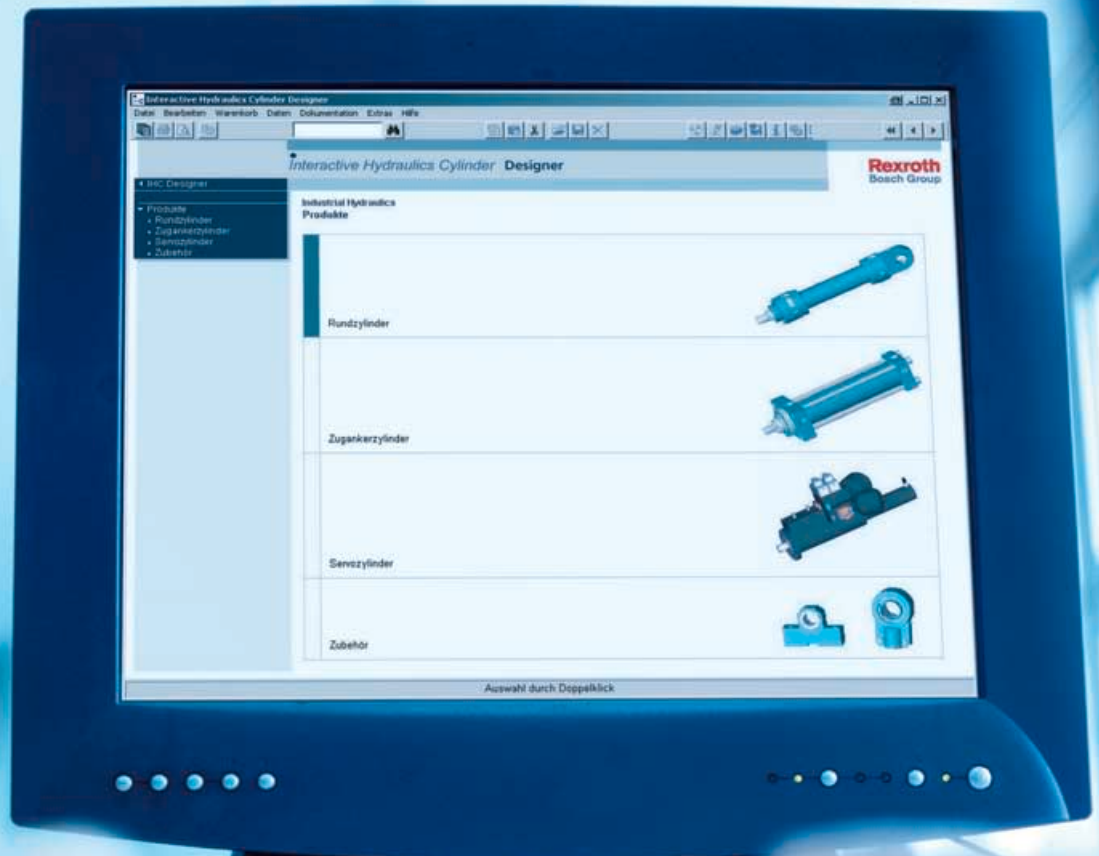 Interactive Hydraulics Cylinder Designer
Datei Bearbeiten Warenkorb Daten Dokumentation Extras Hilfe
Interactive Hydraulics Cylinder Designer
Rexroth
Bosch Group
IHC Designer
Industrial Hydraulics
Produkte
Produkte
Rundzylinder
Zugankerzylinder
Servozylinder
Zubehör
Rundzylinder
Zugankerzylinder
Servozylinder
Zubehör
Auswahl durch Doppelklick